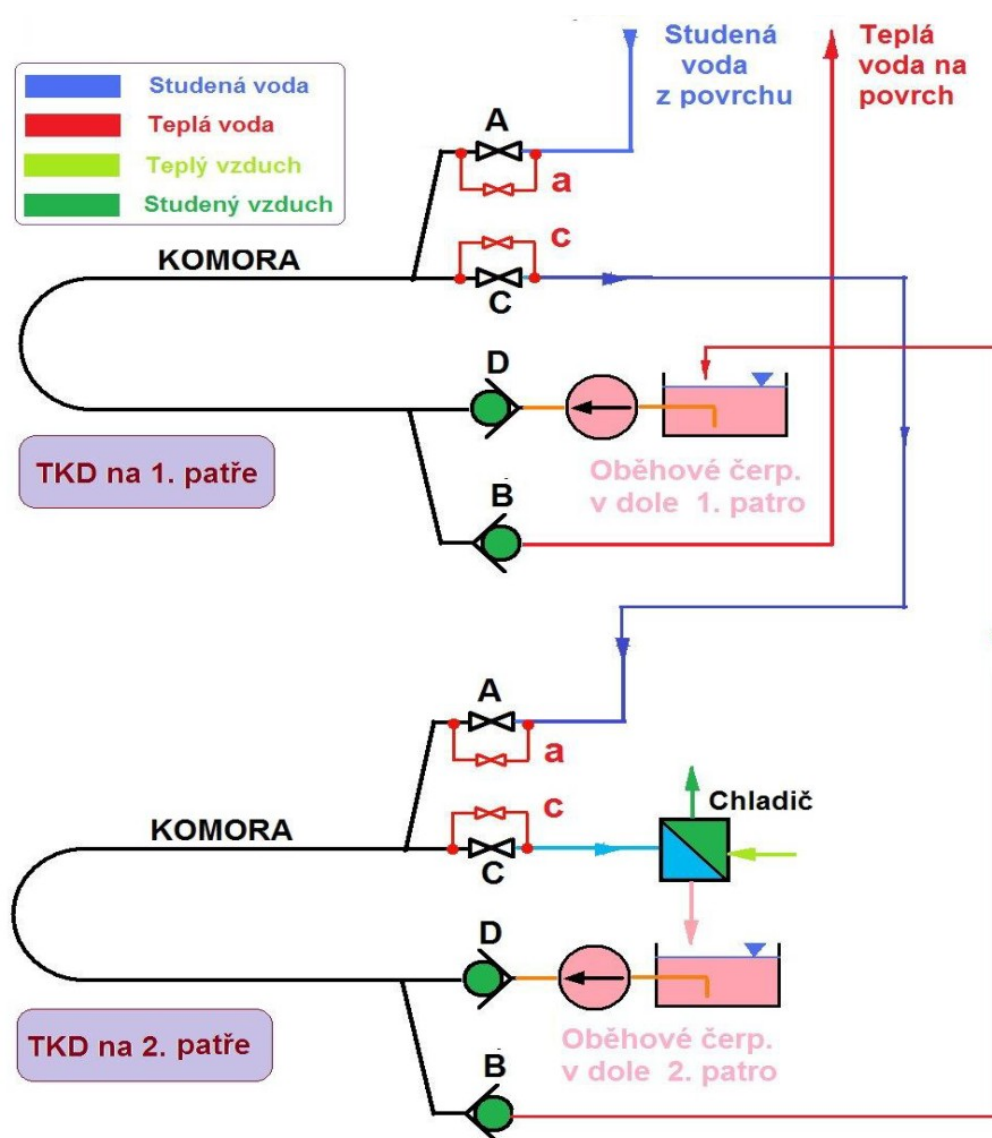 Studená
voda
z povrchu
Teplá
voda na
povrch
Studená voda
Teplá voda
Teplý vzduch
Studený vzduch
A
a
c
KOMORA
C
D
TKD na 1. patře
Oběhové čerp.
v dole 1. patro
B
A
a
c
Chladič
KOMORA
C
D
TKD na 2. patře
Oběhové čerp.
v dole 2. patro
B